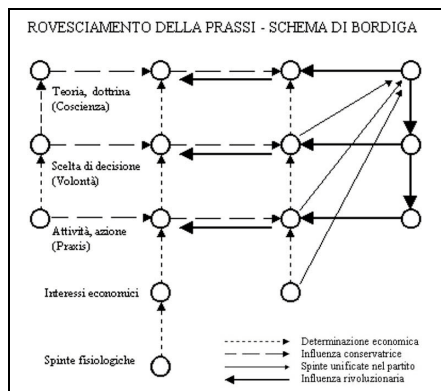 ROVESCIAMENTO DELLA PRASSI - SCHEMA DI BORDIGA
Teoria, dottrina
(Coscienza)
Scelta di decisione
(Volontà)
Attività, azione
(Praxis)
Interessi economici
Spinte fisiologiche
Determinazione economica
Influenza conservatrice
Spinte unificate nel partito
Influenza rivoluzionaria